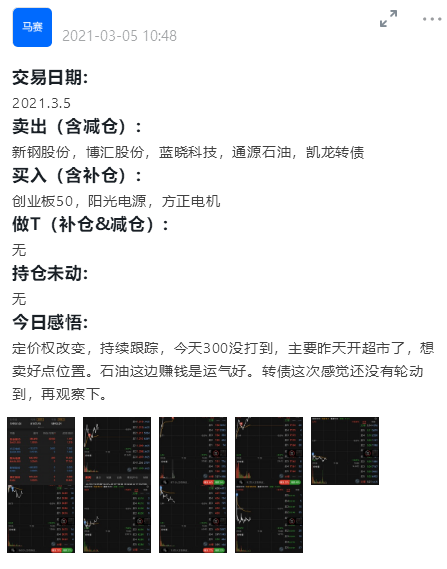 马赛
2021-03-05 10:48
交易日期:
2021.3.5
卖出（含减仓）:
新钢股份，博汇股份，蓝晓科技，通源石油，凯龙转债
买入（含补仓）:
创业板50，阳光电源，方正电机
做T（补仓&减仓）:
无
持仓未动:
无
今日感悟:
定价权改变，持续跟踪，今天300没打到，主要昨天开超市了，想
卖好点位置。石油这边赚钱是运气好。转债这次感觉还没有轮动
到，再观察下。